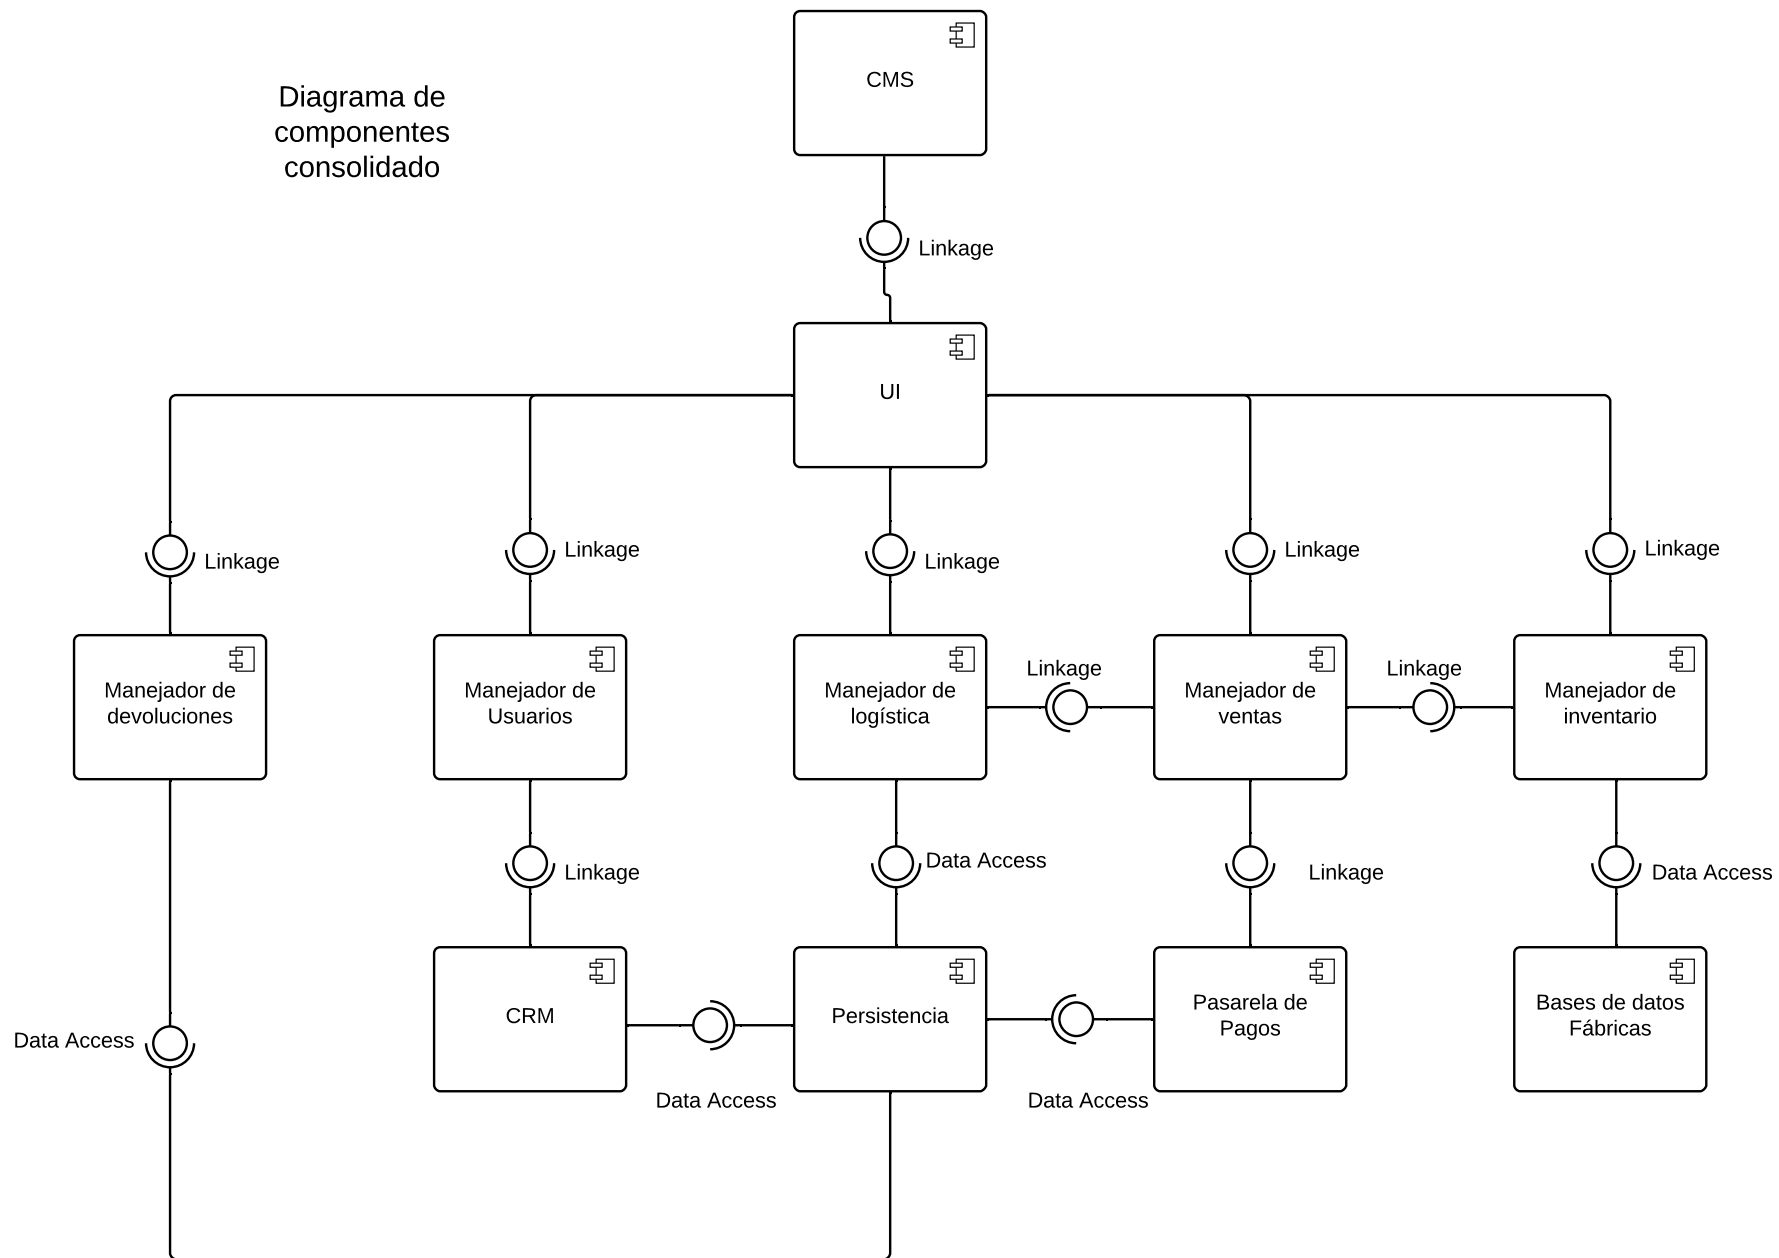 CMS
Diagrama de
componentes
consolidado
Linkage
UI
Linkage
Linkage
Linkage
Linkage
Linkage
Manejador de
devoluciones
Manejador de
Usuarios
Manejador de
logística
Linkage
Manejador de
ventas
Linkage
Manejador de
inventario
Linkage
Data Access
Linkage
Data Access
CRM
Persistencia
Pasarela de
Pagos
Bases de datos
Fábricas
Data Access
Data Access
Data Access